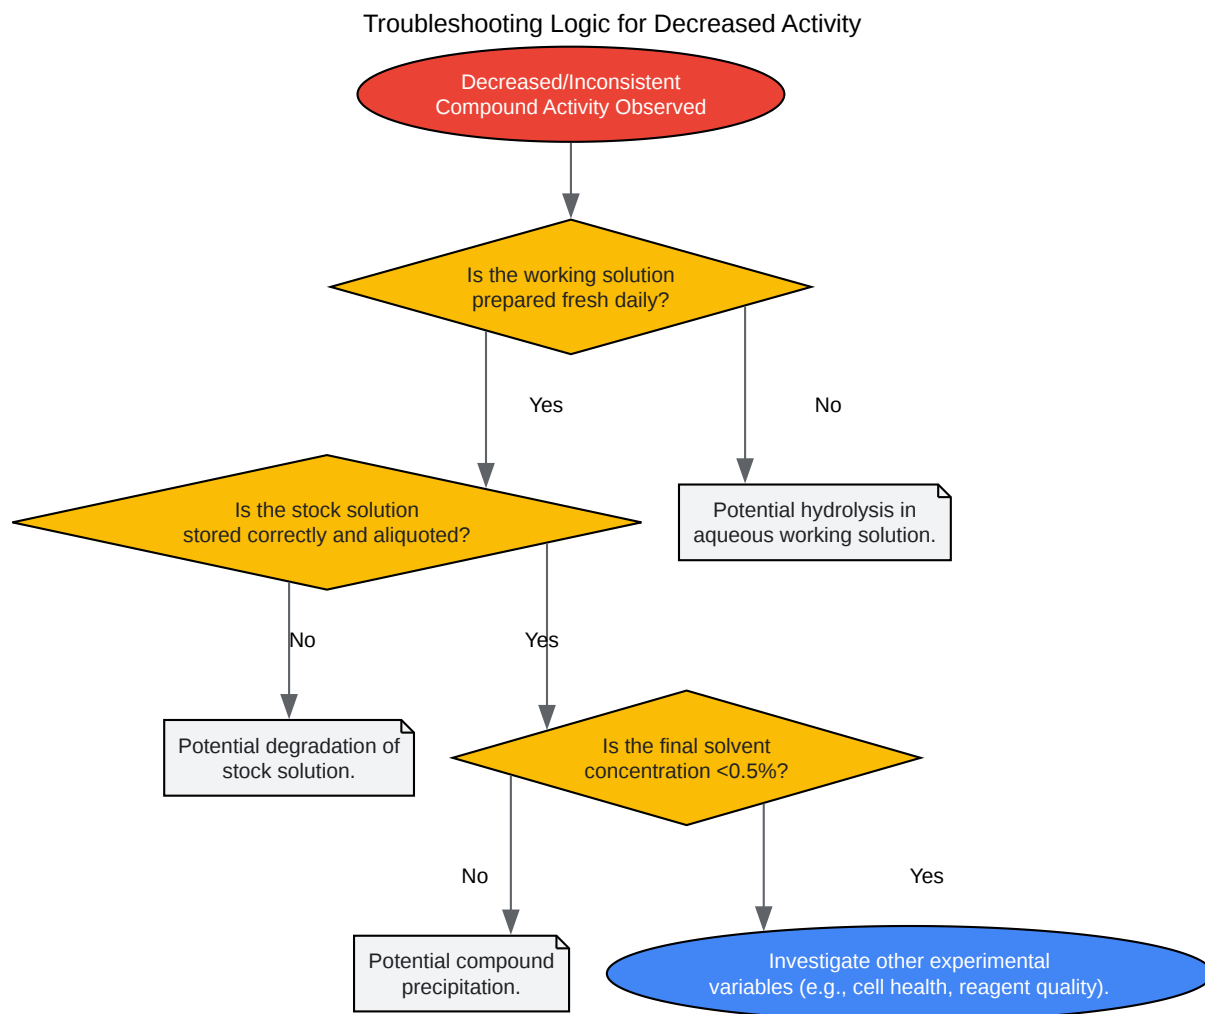 Troubleshooting Logic for Decreased Activity
Decreased/Inconsistent
Compound Activity Observed
Is the working solution
prepared fresh daily?
Yes
No
Is the stock solution
stored correctly and aliquoted?
Potential hydrolysis in
aqueous working solution.
No
Yes
Potential degradation of
stock solution.
Is the final solvent
concentration <0.5%?
No
Yes
Potential compound
precipitation.
Investigate other experimental
variables (e.g., cell health, reagent quality).